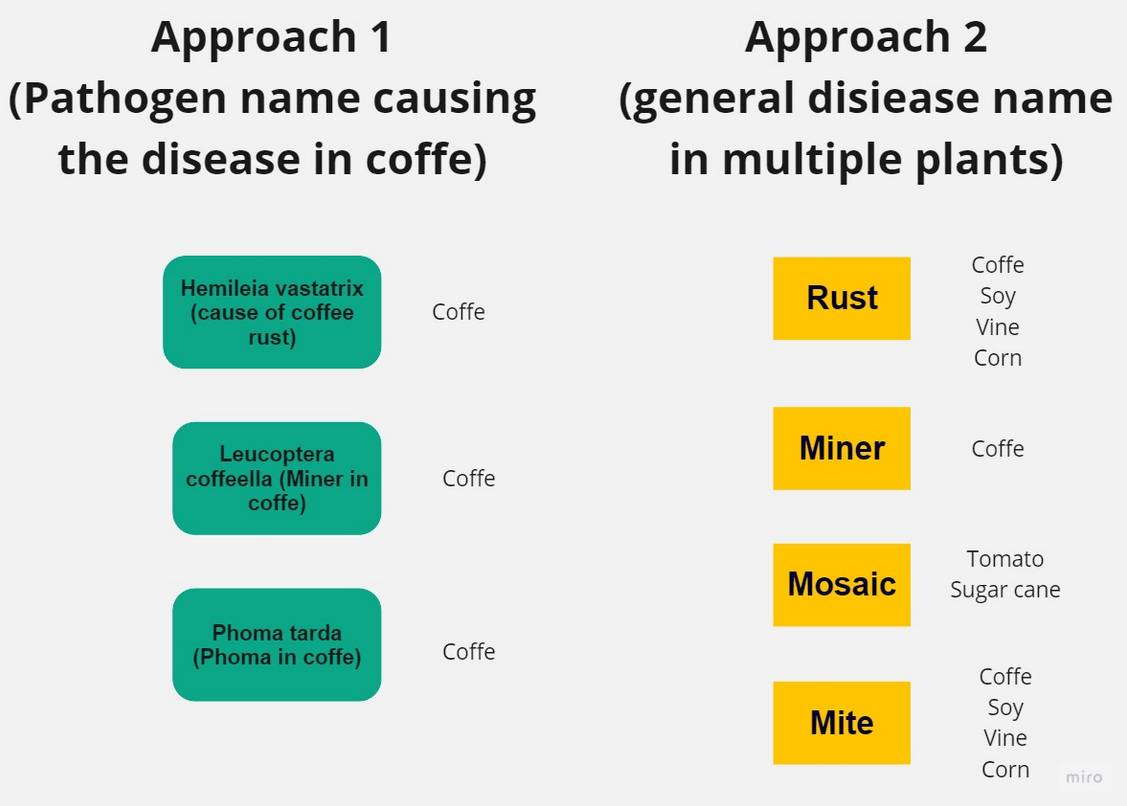 Approach 1
(Pathogen name causing
the disease in coffe)
Hemileia vastatrix
(cause of coffee
rust)
Coffe
Leucoptera
coffeella (Miner in
coffe)
Coffe
Phoma tarda
(Phoma in coffe)
Coffe
Approach 2
(general disiease name
in multiple plants)
Rust
Coffe
Soy
Vine
Corn
Miner
Coffe
Mosaic
Tomato
Sugar cane
Mite
Coffe
Soy
Vine
Corn
miro